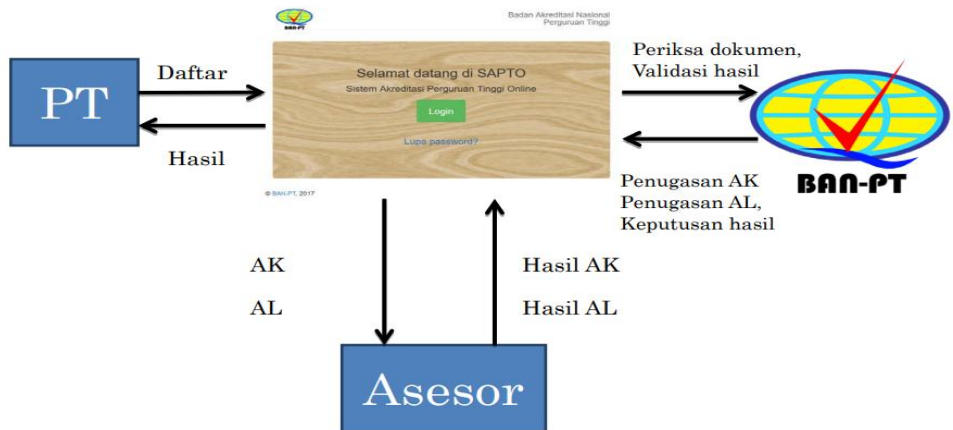 BAN-PT
Badan Akreditasi Nasional
Perguruan Tinggi
PT
Daftar
Hasil
Selamat datang di SAPTO
Sistem Akreditasi Perguruan Tinggi Online
Login
Lupa password?
© BAN-PT, 2017
Periksa dokumen,
Validasi hasil
BAN-PT
Penugasan AK
Penugasan AL,
Keputusan hasil
AK
AL
Hasil AK
Hasil AL
Asesor